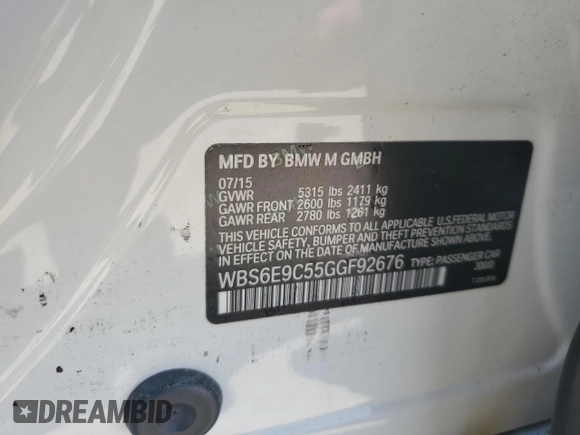 MFD BY BMW M GMBH
07/15
GVWR 5315 lbs 2411 kg
GAWR FRONT 2600 lbs 1179 kg
GAWR REAR 2780 lbs 1261 kg
THIS VEHICLE CONFORMS TO ALL APPLICABLE U.S. FEDERAL MOTOR
VEHICLE SAFETY, BUMPER, AND THEFT PREVENTION STANDARDS
IN EFFECT ON THE DATE OF MANUFACTURE SHOWN ABOVE.
WBS6E9C55GGF92676 TYPE: PASSENGER CAR
DREAMBID